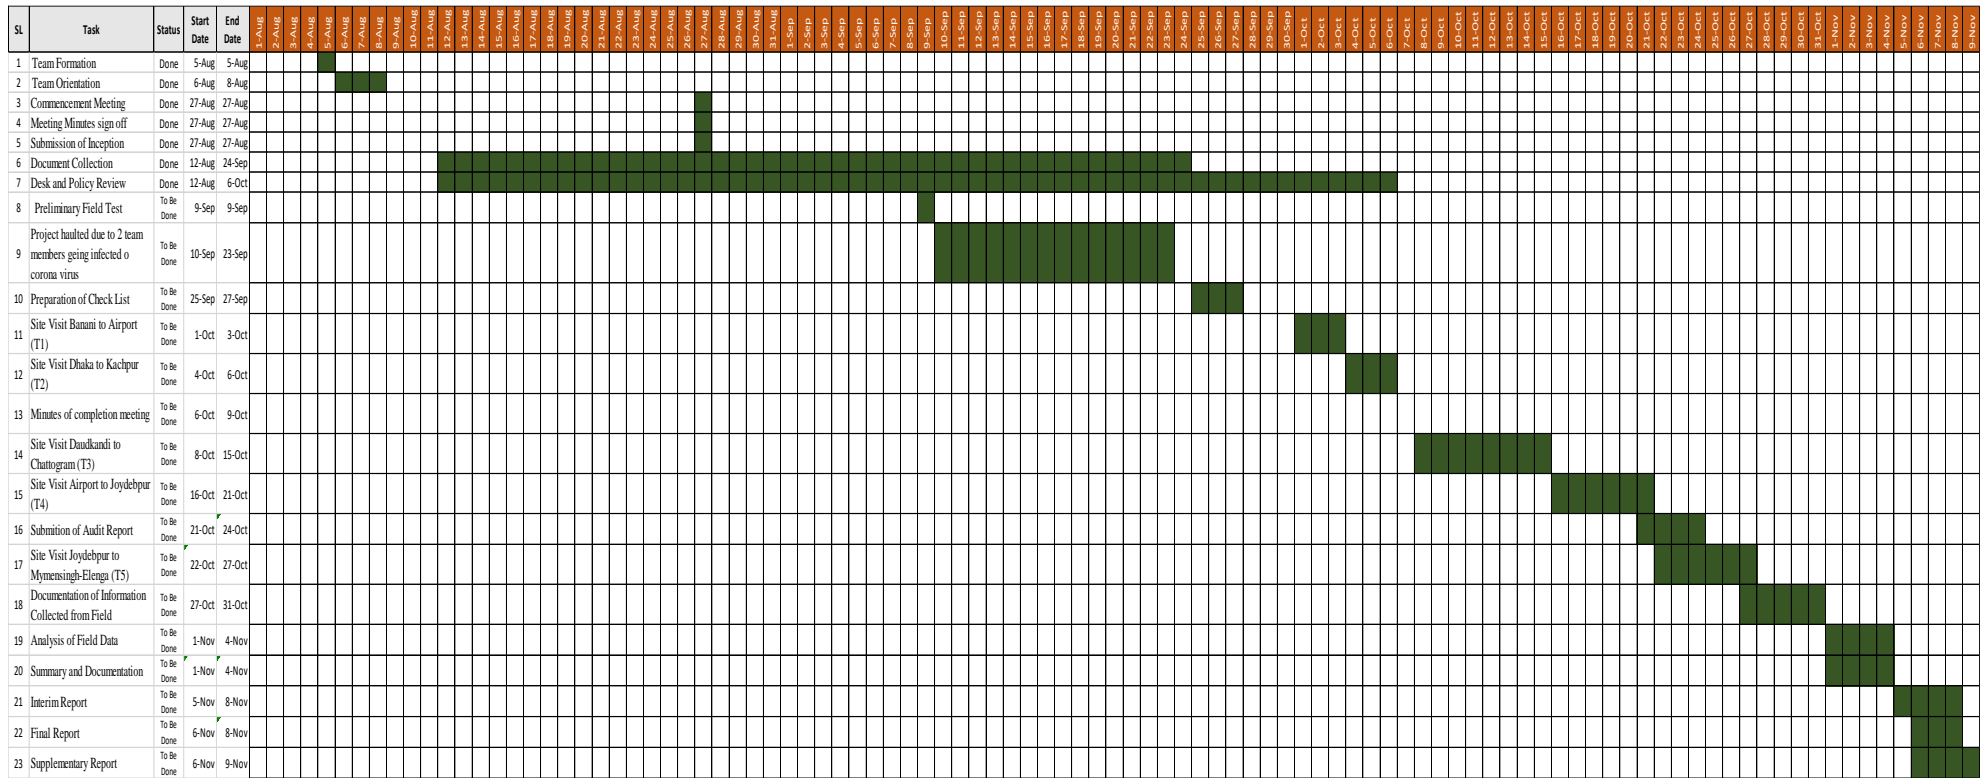 SL Task Status Start Date End Date 1-Aug 2-Aug 3-Aug 4-Aug 5-Aug 6-Aug 7-Aug 8-Aug 9-Aug 10-Aug 11-Aug 12-Aug 13-Aug 14-Aug 15-Aug 16-Aug 17-Aug 18-Aug 19-Aug 20-Aug 21-Aug 22-Aug 23-Aug 24-Aug 25-Aug 26-Aug 27-Aug 28-Aug 29-Aug 30-Aug 31-Aug 1-Sep 2-Sep 3-Sep 4-Sep 5-Sep 6-Sep 7-Sep 8-Sep 9-Sep 10-Sep 11-Sep 12-Sep 13-Sep 14-Sep 15-Sep 16-Sep 17-Sep 18-Sep 19-Sep 20-Sep 21-Sep 22-Sep 23-Sep 24-Sep 25-Sep 26-Sep 27-Sep 28-Sep 29-Sep 30-Sep 1-Oct 2-Oct 3-Oct 4-Oct 5-Oct 6-Oct 7-Oct 8-Oct 9-Oct 10-Oct 11-Oct 12-Oct 13-Oct 14-Oct 15-Oct 16-Oct 17-Oct 18-Oct 19-Oct 20-Oct 21-Oct 22-Oct 23-Oct 24-Oct 25-Oct 26-Oct 27-Oct 28-Oct 29-Oct 30-Oct 31-Oct 1-Nov 2-Nov 3-Nov 4-Nov 5-Nov 6-Nov 7-Nov 8-Nov 9-Nov
1 Team Formation Done 5-Aug 5-Aug
2 Team Orientation Done 6-Aug 8-Aug
3 Commencement Meeting Done 27-Aug 27-Aug
4 Meeting Minutes sign off Done 27-Aug 27-Aug
5 Submission of Inception Done 27-Aug 27-Aug
6 Document Collection Done 12-Aug 24-Sep
7 Desk and Policy Review Done 12-Aug 6-Oct
8 Preliminary Field Test To Be Done 9-Sep 9-Sep
9 Project haulted due to 2 team
members geing infected o
corona virus To Be Done 10-Sep 23-Sep
10 Preparation of Check List To Be Done 25-Sep 27-Sep
11 Site Visit Banani to Airport
(T1) To Be Done 1-Oct 3-Oct
12 Site Visit Dhaka to Kachpur
(T2) To Be Done 4-Oct 6-Oct
13 Minutes of completion meeting To Be Done 6-Oct 9-Oct
14 Site Visit Daudkandi to
Chattogram (T3) To Be Done 8-Oct 15-Oct
15 Site Visit Airport to Joydebpur
(T4) To Be Done 16-Oct 21-Oct
16 Submition of Audit Report To Be Done 21-Oct 24-Oct
17 Site Visit Joydebpur to
Mymensingh-Elenga (T5) To Be Done 22-Oct 27-Oct
18 Documentation of Information
Collected from Field To Be Done 27-Oct 31-Oct
19 Analysis of Field Data To Be Done 1-Nov 4-Nov
20 Summary and Documentation To Be Done 1-Nov 4-Nov
21 Interim Report To Be Done 5-Nov 8-Nov
22 Final Report To Be Done 6-Nov 8-Nov
23 Supplementary Report To Be Done 6-Nov 9-Nov